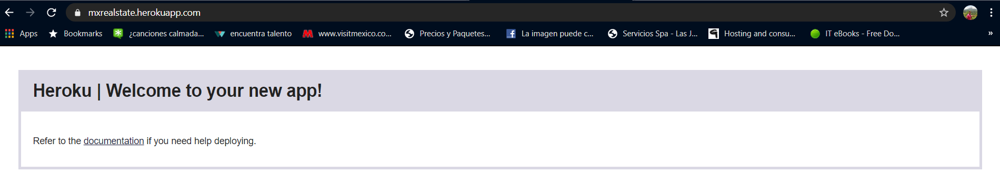 mxrealstate.herokuapp.com
Apps Bookmarks ¿canciones calmada... encuentra talento www.visitmexico.co... Precios y Paquetes... La imagen puede c... Servicios Spa - Las J... Hosting and consu... IT eBooks - Free Do... »
Heroku | Welcome to your new app!
Refer to the documentation if you need help deploying.